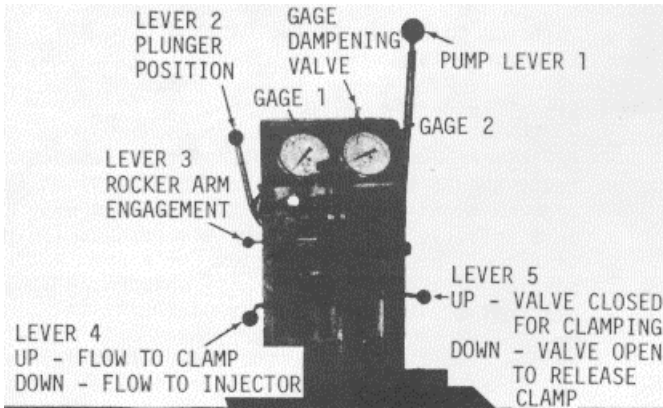 LEVER 2
PLUNGER
POSITION
GAGE
DAMPENING
VALVE
PUMP LEVER 1
GAGE 1
GAGE 2
LEVER 3
ROCKER ARM
ENGAGEMENT
LEVER 4
UP - FLOW TO CLAMP
DOWN - FLOW TO INJECTOR
LEVER 5
UP - VALVE CLOSED
FOR CLAMPING
DOWN - VALVE OPEN
TO RELEASE
CLAMP